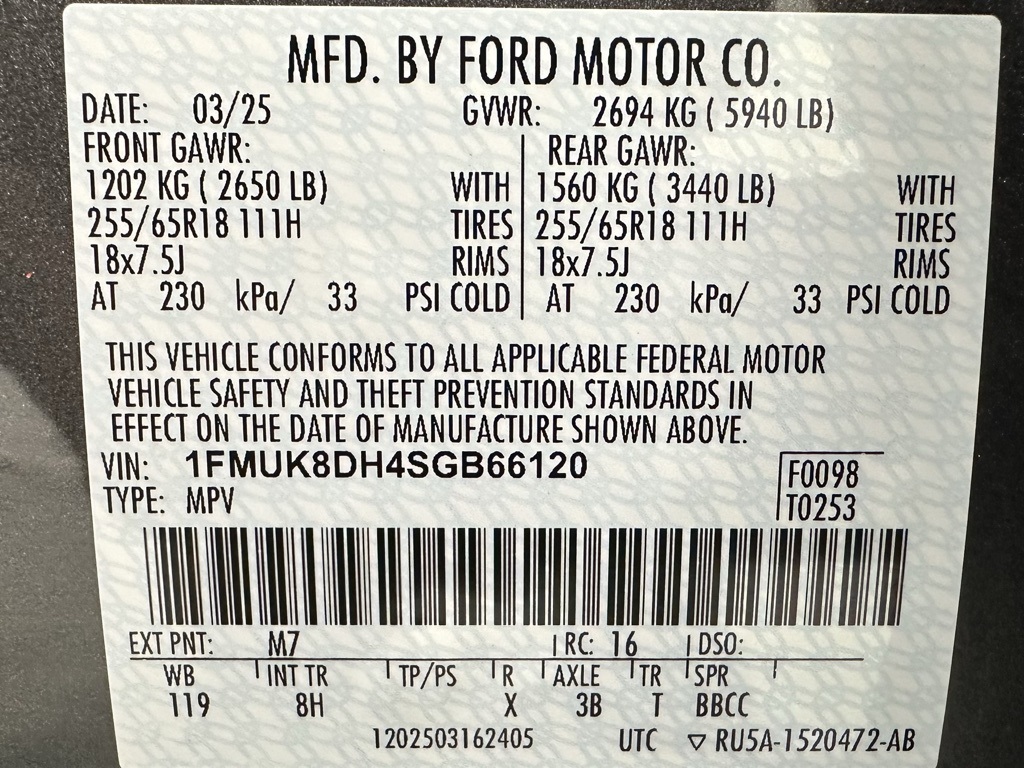 MFD. BY FORD MOTOR CO.
DATE: 03/25 GVWR: 2694 KG ( 5940 LB)
FRONT GAWR: REAR GAWR:
1202 KG ( 2650 LB) WITH 1560 KG ( 3440 LB) WITH
255/65R18 111H TIRES 255/65R18 111H TIRES
18x7.5J RIMS 18x7.5J RIMS
AT 230 kPa/ 33 PSI COLD AT 230 kPa/ 33 PSI COLD
THIS VEHICLE CONFORMS TO ALL APPLICABLE FEDERAL MOTOR
VEHICLE SAFETY AND THEFT PREVENTION STANDARDS IN
EFFECT ON THE DATE OF MANUFACTURE SHOWN ABOVE.
VIN: 1FMUK8DH4SGB66120 F0098
TYPE: MPV T0253
EXT PNT: M7 RC: 16 DSO:
WB INT TR TP/PS R AXLE TR SPR
119 8H X 3B T BBCC
1202503162405 UTC ▽ RU5A-1520472-AB